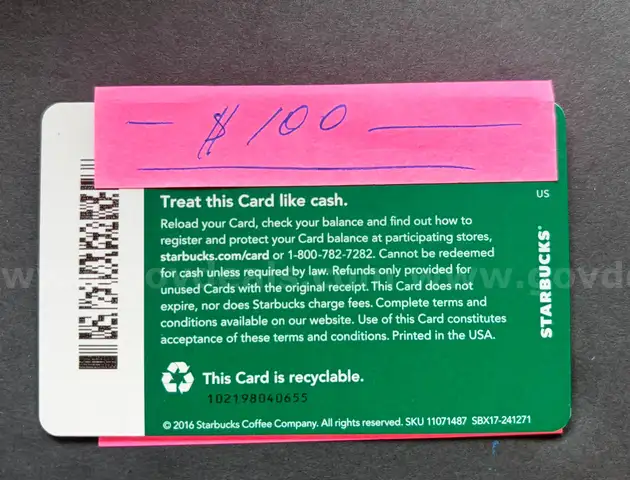 — $ 100 —
Treat this Card like cash.
US
Reload your Card, check your balance and find out how to
register and protect your Card balance at participating stores,
starbucks.com/card or 1-800-782-7282. Cannot be redeemed
for cash unless required by law. Refunds only provided for
unused Cards with the original receipt. This Card does not
expire, nor does Starbucks charge fees. Complete terms and
conditions available on our website. Use of this Card constitutes
acceptance of these terms and conditions. Printed in the USA.
STARBUCKS®
This Card is recyclable.
102198040655
© 2016 Starbucks Coffee Company. All rights reserved. SKU 11071487 SBX17-241271